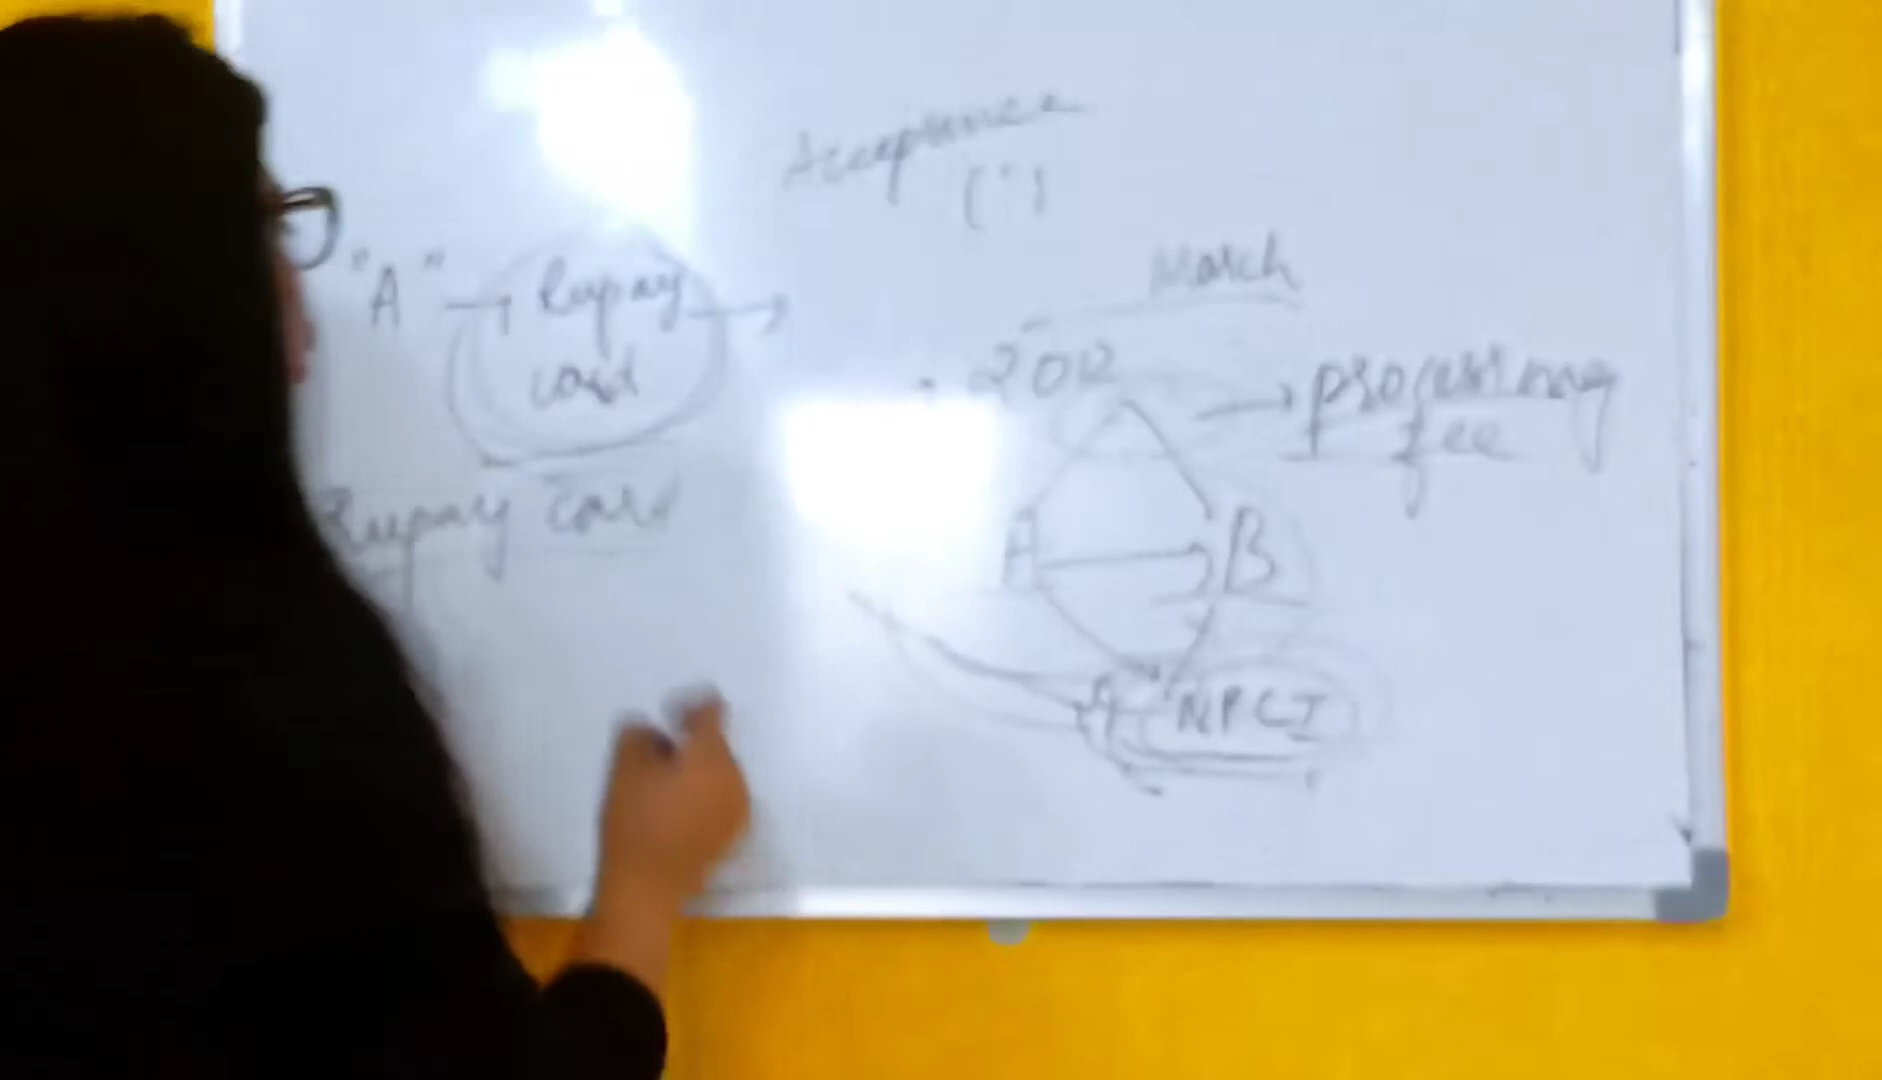 Acceptance
"A" → Rupay →
card
Rupay card
March
2012
→ processing
fee
A → B
NPCI